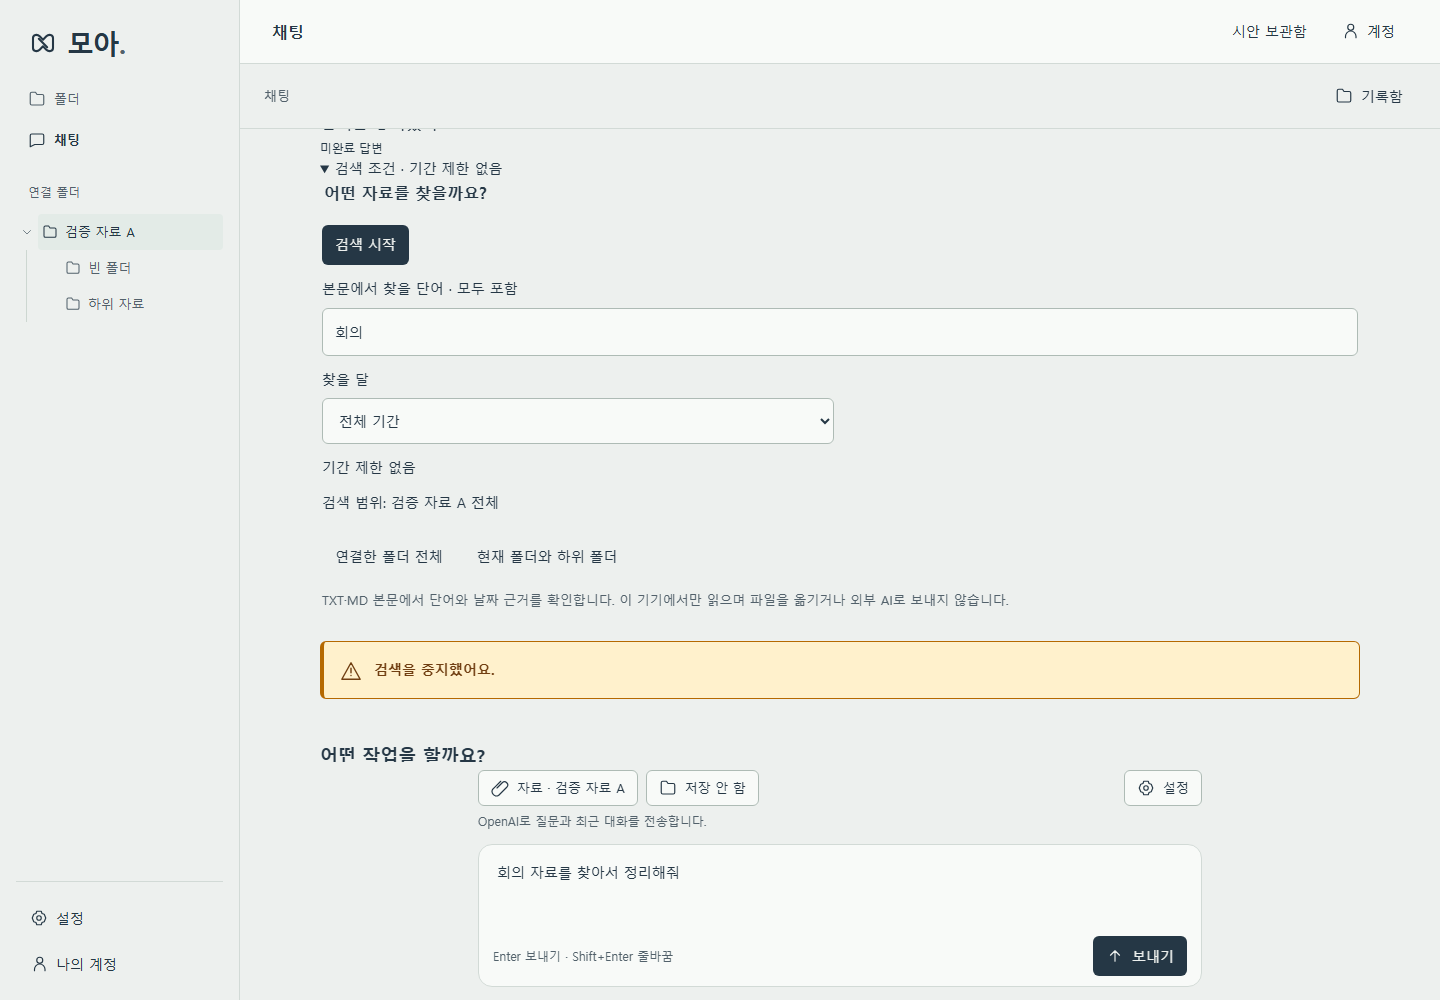 모아.
폴더
채팅
연결 폴더
검증 자료 A
빈 폴더
하위 자료
설정
나의 계정
채팅
시안 보관함
계정
채팅
기록함
미완료 답변
▼ 검색 조건 · 기간 제한 없음
어떤 자료를 찾을까요?
검색 시작
본문에서 찾을 단어 · 모두 포함
회의
찾을 달
전체 기간
기간 제한 없음
검색 범위: 검증 자료 A 전체
연결한 폴더 전체
현재 폴더와 하위 폴더
TXT·MD 본문에서 단어와 날짜 근거를 확인합니다. 이 기기에서만 읽으며 파일을 옮기거나 외부 AI로 보내지 않습니다.
검색을 중지했어요.
어떤 작업을 할까요?
자료 · 검증 자료 A
저장 안 함
설정
OpenAI로 질문과 최근 대화를 전송합니다.
회의 자료를 찾아서 정리해줘
Enter 보내기 · Shift+Enter 줄바꿈
보내기